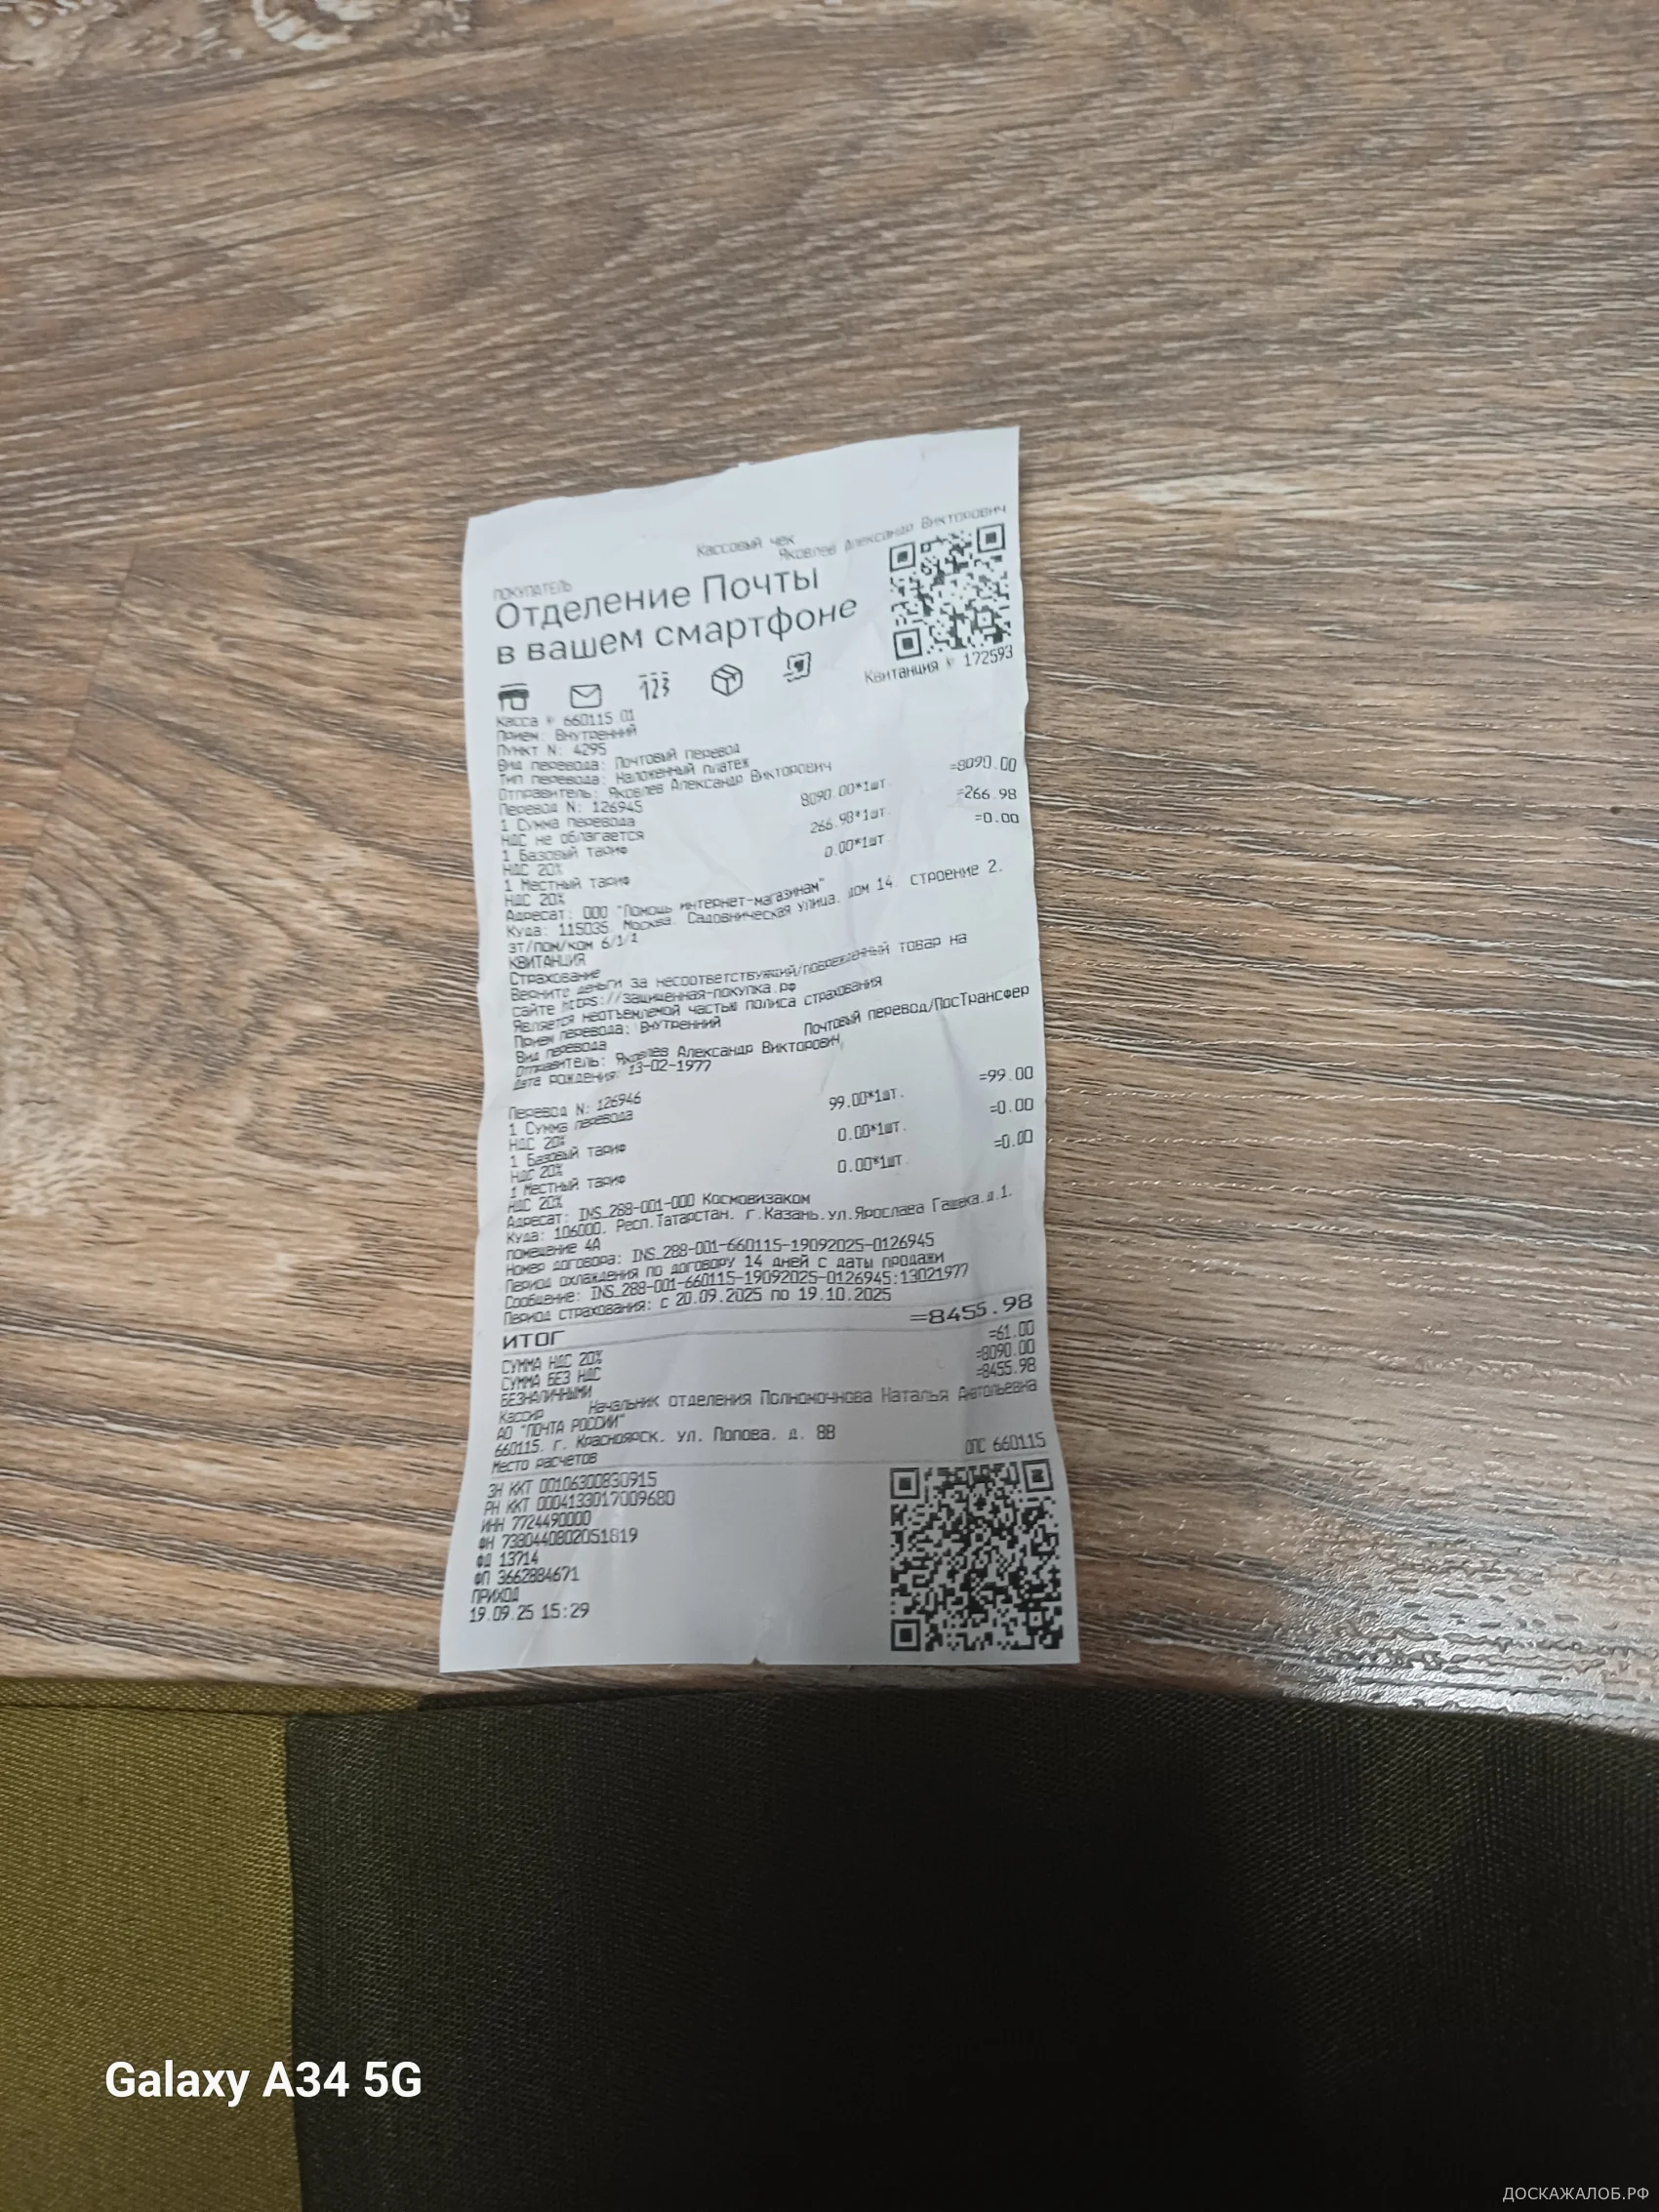 Кассовый чек
Яковлев Александр Викторович
ПОКУПАТЕЛЬ
Отделение Почты
в вашем смартфоне
123
Квитанция № 172593
Касса № 660115.01
Прием: Внутренний
Пункт N: 4295
Вид перевода: Почтовый перевод
Тип перевода: Наложенный платеж
Отправитель: Яковлев Александр Викторович
Перевод N: 126945
1 Сумма перевода 8090.00*1шт. =8090.00
НДС не облагается
1 Базовый тариф 266.98*1шт. =266.98
НДС 20%
1 Местный тариф 0.00*1шт. =0.00
НДС 20%
Адресат: ООО "Помощь интернет-магазинам"
Куда: 115035, Москва, Садовническая улица, дом 14, строение 2,
эт/пом/ком 6/1/1
КВИТАНЦИЯ
Страхование
Верните деньги за несоответствующий/поврежденный товар на
сайте https://защищенная-покупка.рф
Является неотъемлемой частью полиса страхования
Прием перевода: Внутренний
Вид перевода Почтовый перевод/ПосТрансфер
Отправитель: Яковлев Александр Викторович,
дата рождения: 13-02-1977
Перевод N: 126946
1 Сумма перевода 99.00*1шт. =99.00
НДС 20%
1 Базовый тариф 0.00*1шт. =0.00
НДС 20%
1 Местный тариф 0.00*1шт. =0.00
НДС 20%
Адресат: INS_288-001-000 Космовизаком
Куда: 106000, Респ.Татарстан, г.Казань,ул.Ярослава Гашека,д.1,
помещение 4А
Номер договора: INS_288-001-660115-19092025-0126945
Период охлаждения по договору 14 дней с даты продажи
Сообщение: INS_288-001-660115-19092025-0126945;13021977
Период страхования: с 20.09.2025 по 19.10.2025
ИТОГ =8455.98
СУММА НДС 20% =61.00
СУММА БЕЗ НДС =8090.00
БЕЗНАЛИЧНЫМИ =8455.98
Кассир Начальник отделения Полномочнова Наталья
АО "ПОЧТА РОССИИ"
660115, г. Красноярск, ул. Попова, д. 8В
Место расчетов ОПС 660115
ЗН ККТ 00106300830915
РН ККТ 0004133017009680
ИНН 7724490000
ФН 7380440802051819
ФД 13714
ФП 3662884671
ПРИХОД
19.09.25 15:29
Galaxy A34 5G
ДОСКАЖАЛОБ.РФ